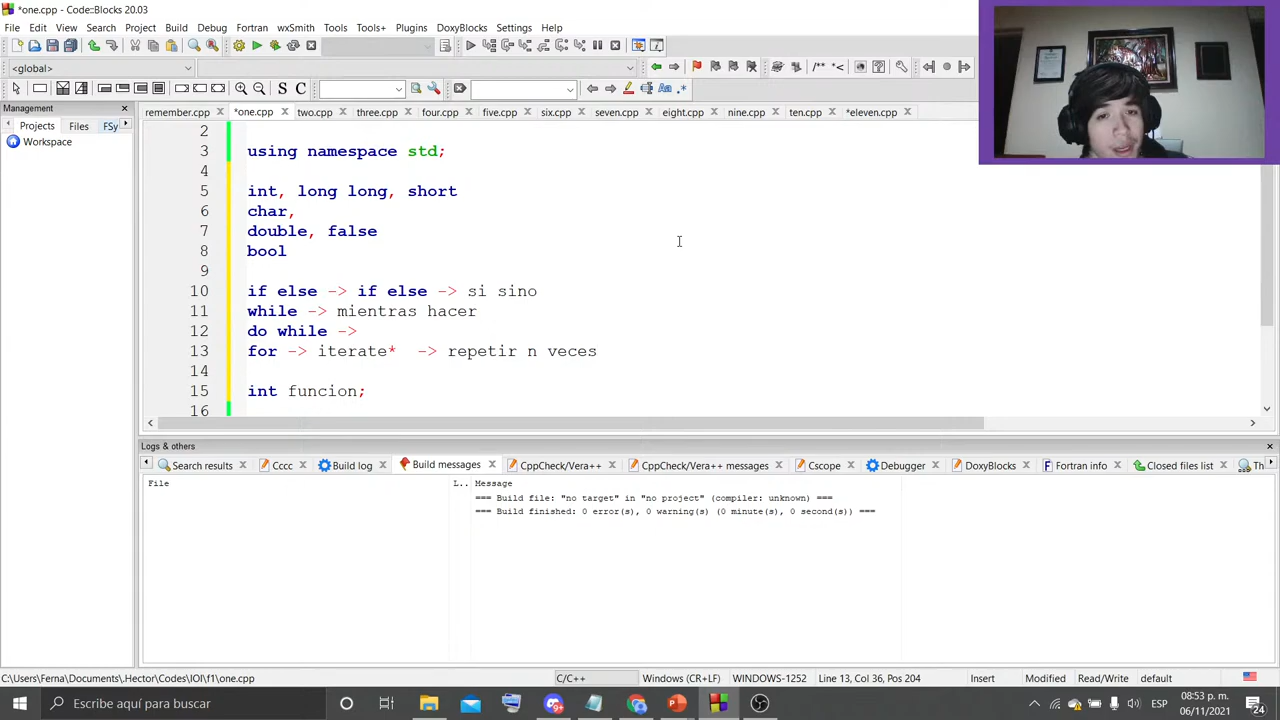 *one.cpp - Code::Blocks 20.03
File Edit View Search Project Build Debug Fortran wxSmith Tools Tools+ Plugins DoxyBlocks Settings Help
<global>
/** *<
S C
Aa .*
Management
Projects Files FSy
Workspace
remember.cpp *one.cpp two.cpp three.cpp four.cpp five.cpp six.cpp seven.cpp eight.cpp nine.cpp ten.cpp *eleven.cpp
2
3 using namespace std;
4
5 int, long long, short
6 char,
7 double, false
8 bool
9
10 if else -> if else -> si sino
11 while -> mientras hacer
12 do while ->
13 for -> iterate* -> repetir n veces
14
15 int funcion;
16
Logs & others
Search results Cccc Build log Build messages CppCheck/Vera++ CppCheck/Vera++ messages Cscope Debugger DoxyBlocks Fortran info Closed files list Th
File L.. Message
=== Build file: "no target" in "no project" (compiler: unknown) ===
=== Build finished: 0 error(s), 0 warning(s) (0 minute(s), 0 second(s)) ===
C:\Users\Ferna\Documents\.Hector\Codes\IOI\f1\one.cpp C/C++ Windows (CR+LF) WINDOWS-1252 Line 13, Col 36, Pos 204 Insert Modified Read/Write default
Escribe aquí para buscar
ESP
08:53 p. m.
06/11/2021
24